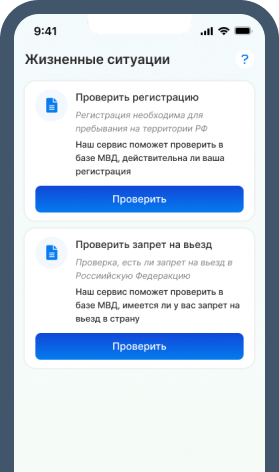 9:41
Жизненные ситуации
?
Проверить регистрацию
Регистрация необходима для
пребывания на территории РФ
Наш сервис поможет проверить в
базе МВД, действительна ли ваша
регистрация
Проверить
Проверить запрет на въезд
Проверка, есть ли запрет на въезд в
Российскую Федеракцию
Наш сервис поможет проверить в
базе МВД, имеется ли у вас запрет на
въезд в страну
Проверить